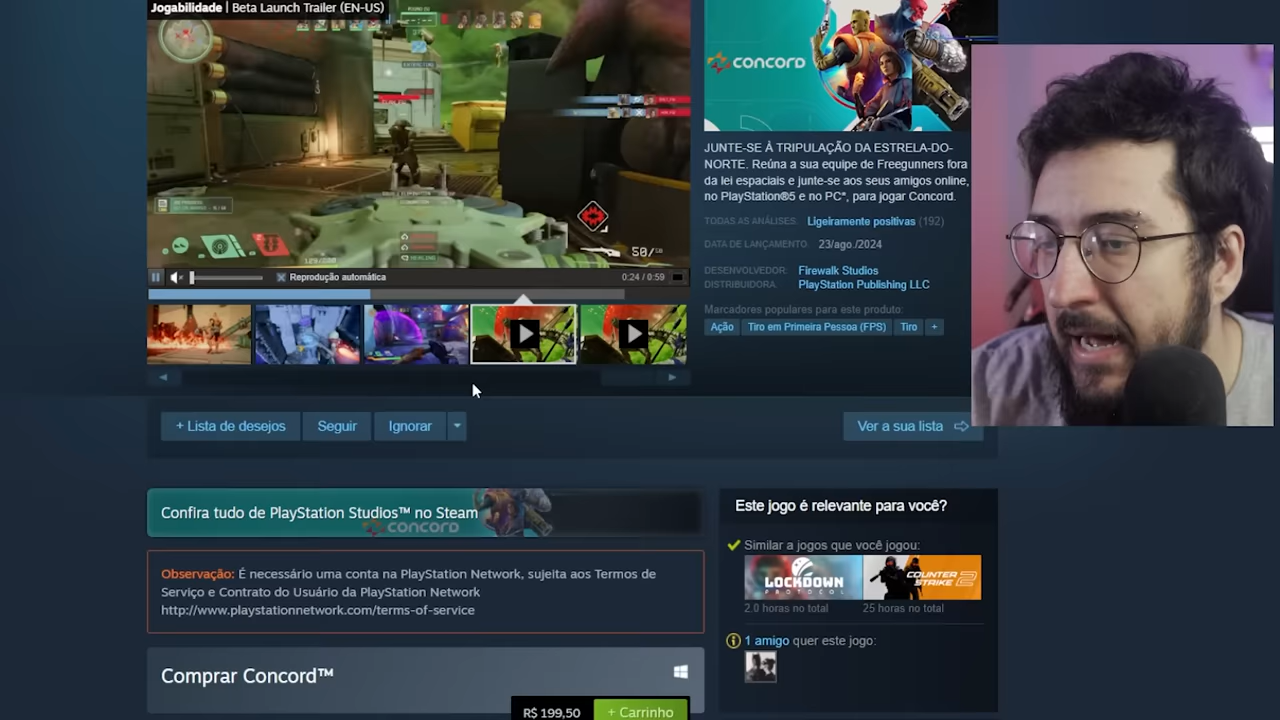 Jogabilidade | Beta Launch Trailer (EN-US)
50/50
Reprodução automática
0:24 / 0:59
CONCORD
JUNTE-SE À TRIPULAÇÃO DA ESTRELA-DO-
NORTE. Reúna a sua equipe de Freegunners fora
da lei espaciais e junte-se aos seus amigos online,
no PlayStation®5 e no PC*, para jogar Concord.
TODAS AS ANÁLISES: Ligeiramente positivas (192)
DATA DE LANÇAMENTO: 23/ago./2024
DESENVOLVEDOR: Firewalk Studios
DISTRIBUIDORA: PlayStation Publishing LLC
Marcadores populares para este produto:
Ação Tiro em Primeira Pessoa (FPS) Tiro +
+ Lista de desejos Seguir Ignorar
Ver a sua lista
Confira tudo de PlayStation Studios™ no Steam
CONCORD
Observação: É necessário uma conta na PlayStation Network, sujeita aos Termos de
Serviço e Contrato do Usuário da PlayStation Network
http://www.playstationnetwork.com/terms-of-service
Comprar Concord™
R$ 199,50 + Carrinho
Este jogo é relevante para você?
Similar a jogos que você jogou:
LOCKDOWN
PROTOCOL
COUNTER
STRIKE 2
2.0 horas no total 25 horas no total
1 amigo quer este jogo: